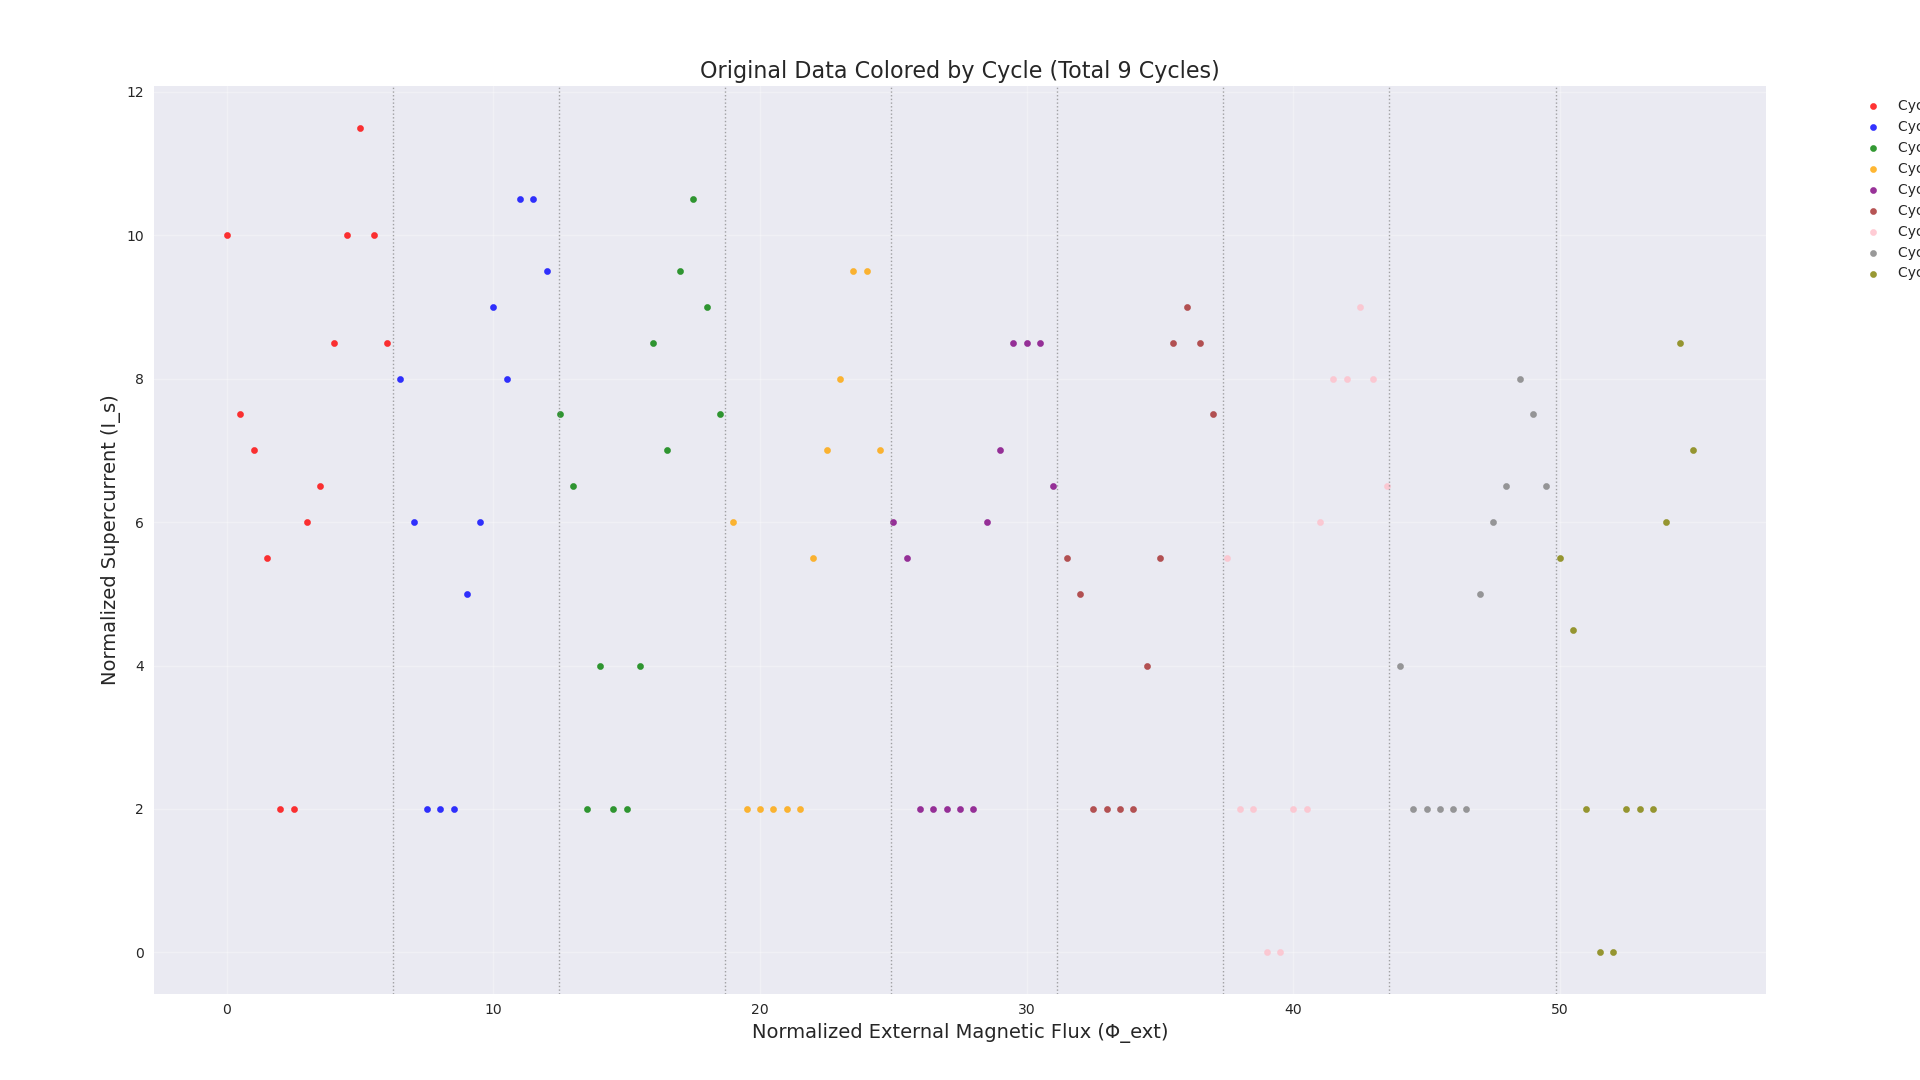 Original Data Colored by Cycle (Total 9 Cycles)
12
10
8
6
4
2
0
Normalized Supercurrent (I_s)
0 10 20 30 40 50
Normalized External Magnetic Flux (Φ_ext)
Cyc
Cyc
Cyc
Cyc
Cyc
Cyc
Cyc
Cyc
Cyc